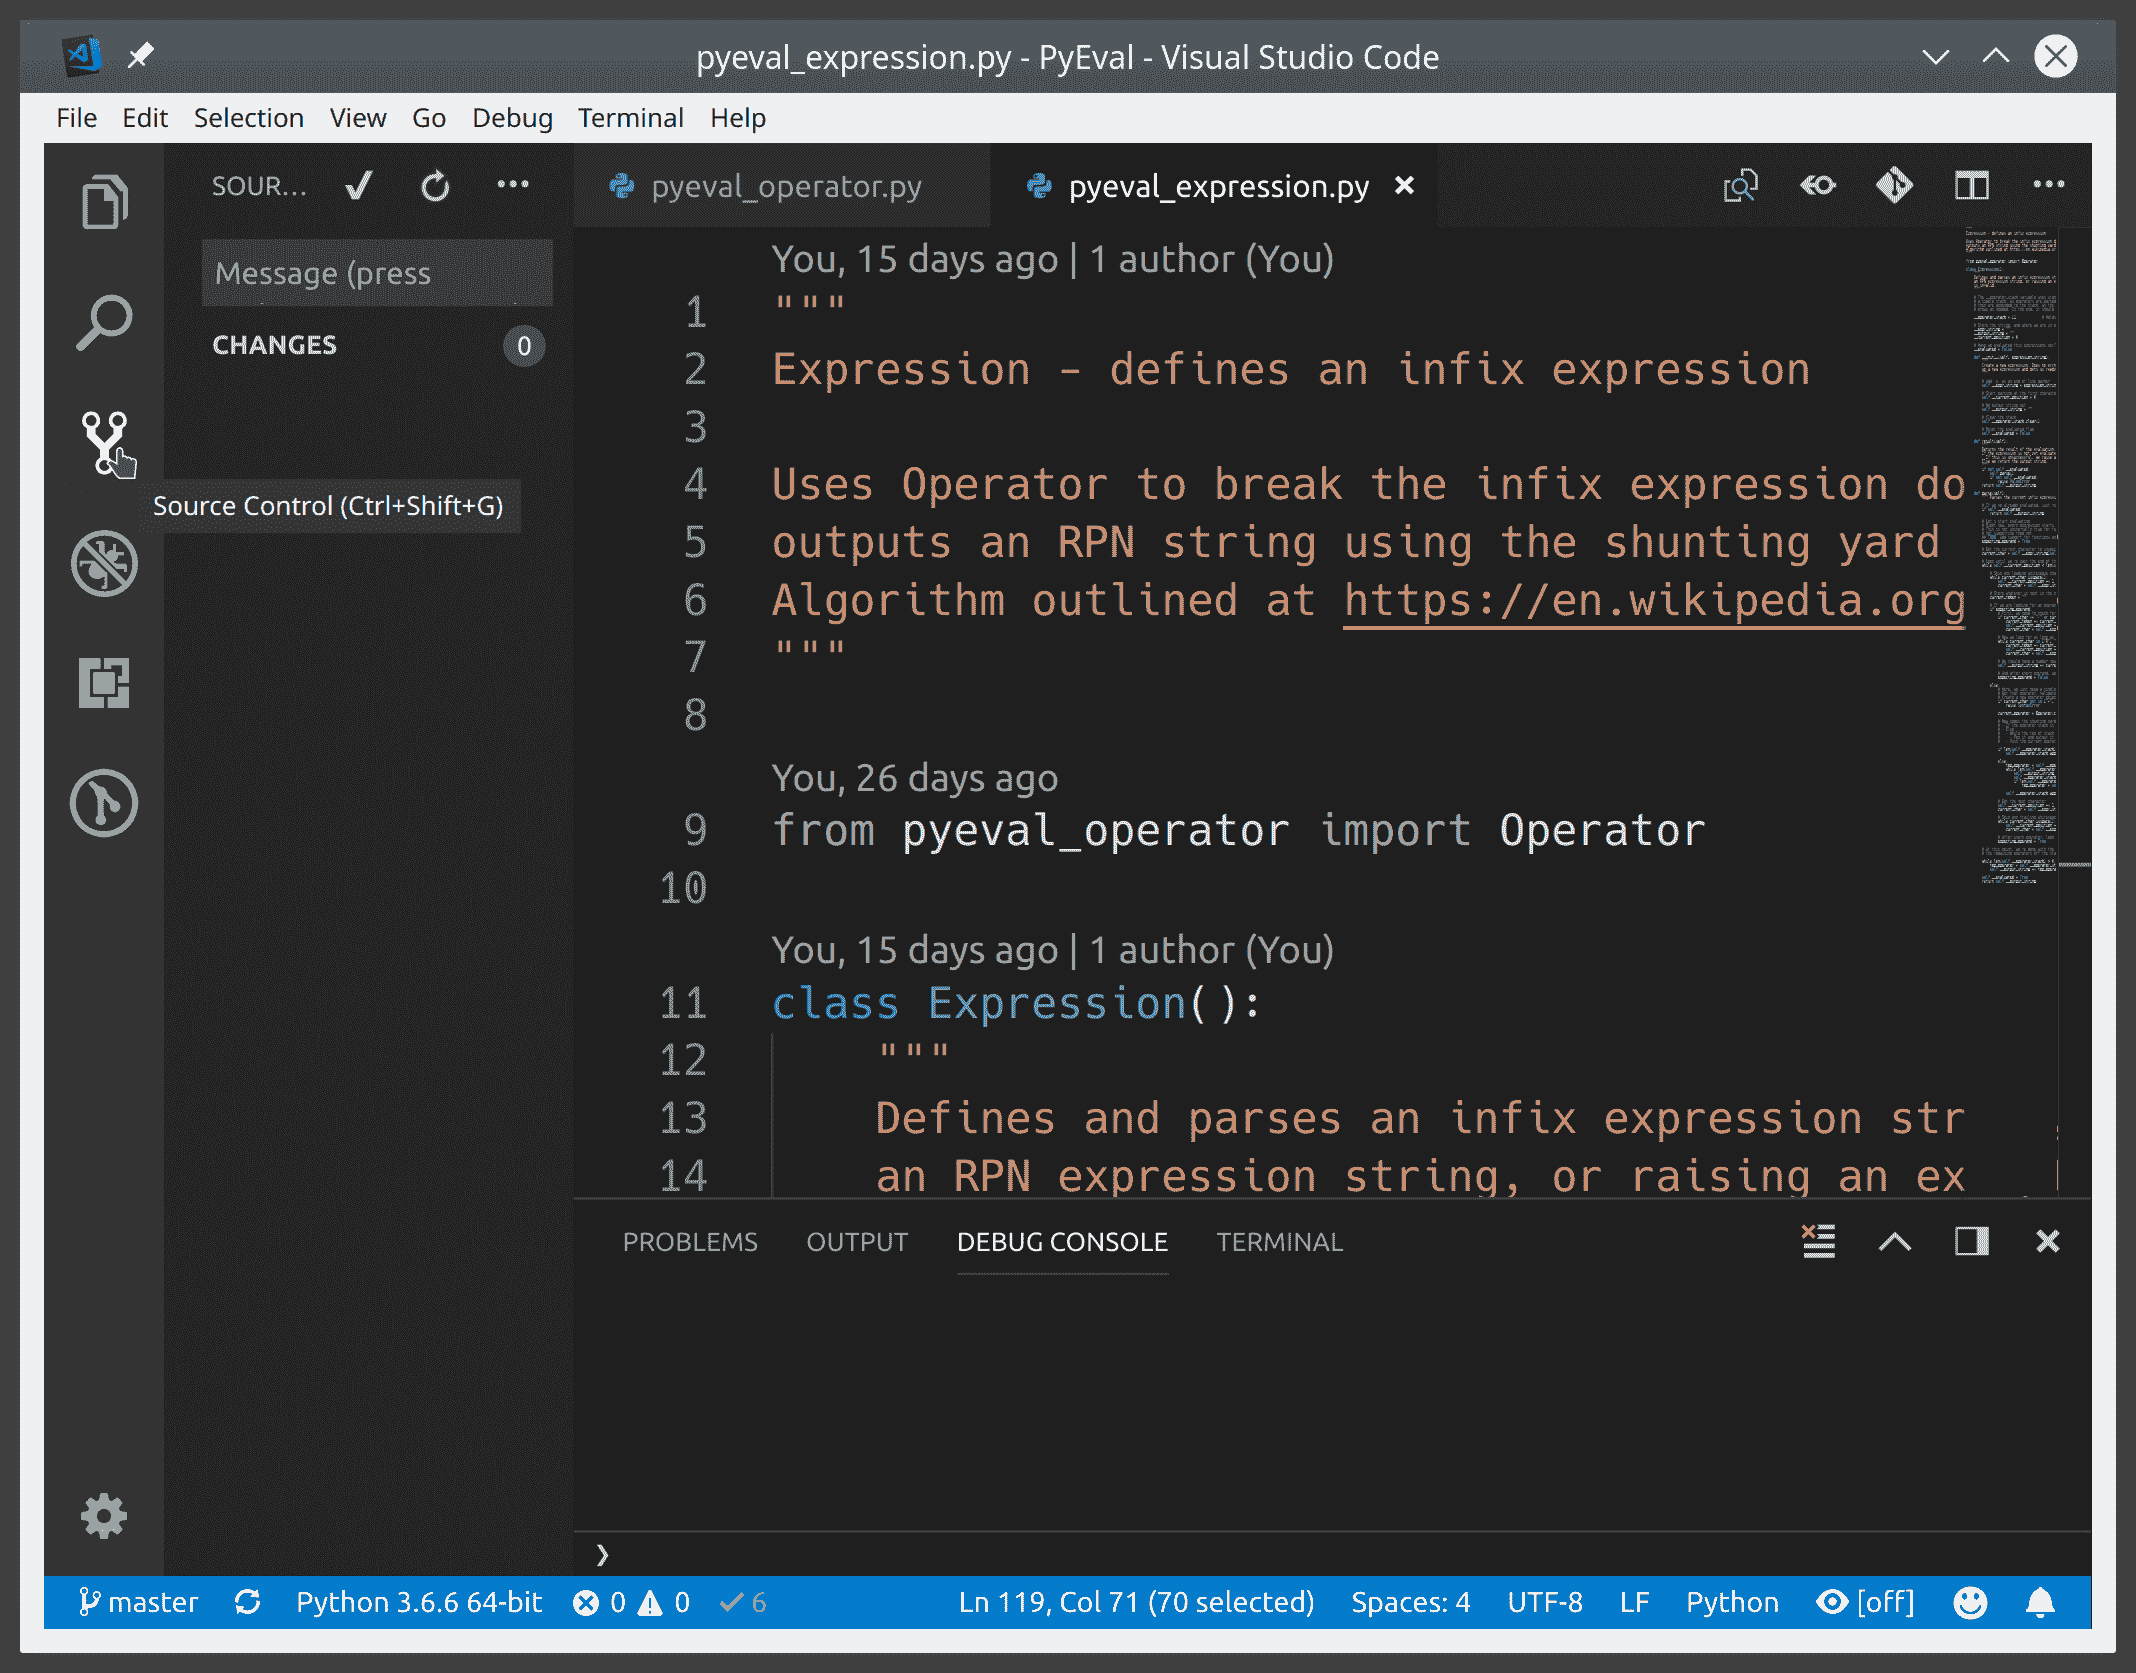 pyeval_expression.py - PyEval - Visual Studio Code
File Edit Selection View Go Debug Terminal Help
SOUR...
Message (press
CHANGES 0
Source Control (Ctrl+Shift+G)
pyeval_operator.py pyeval_expression.py
You, 15 days ago | 1 author (You)
1 """
2 Expression - defines an infix expression
3
4 Uses Operator to break the infix expression do
5 outputs an RPN string using the shunting yard
6 Algorithm outlined at https://en.wikipedia.org
7 """
8
You, 26 days ago
9 from pyeval_operator import Operator
10
You, 15 days ago | 1 author (You)
11 class Expression():
12 """
13 Defines and parses an infix expression str
14 an RPN expression string, or raising an ex
PROBLEMS OUTPUT DEBUG CONSOLE TERMINAL
master Python 3.6.6 64-bit 0 0 6 Ln 119, Col 71 (70 selected) Spaces: 4 UTF-8 LF Python [off]